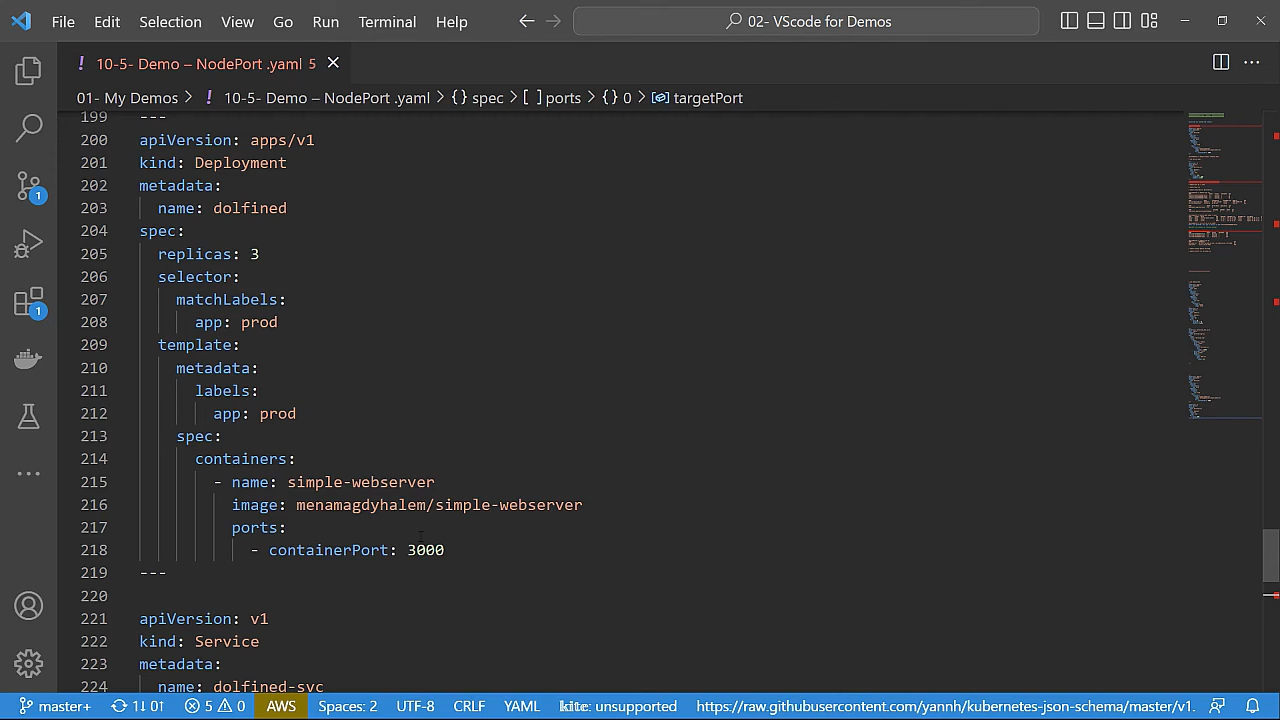 File Edit Selection View Go Run Terminal Help 02- VScode for Demos
! 10-5- Demo – NodePort .yaml 5
01- My Demos > ! 10-5- Demo – NodePort .yaml > {} spec > [ ] ports > {} 0 > targetPort
199 ---
200 apiVersion: apps/v1
201 kind: Deployment
202 metadata:
203 name: dolfined
204 spec:
205 replicas: 3
206 selector:
207 matchLabels:
208 app: prod
209 template:
210 metadata:
211 labels:
212 app: prod
213 spec:
214 containers:
215 - name: simple-webserver
216 image: menamagdyhalem/simple-webserver
217 ports:
218 - containerPort: 3000
219 ---
220
221 apiVersion: v1
222 kind: Service
223 metadata:
224 name: dolfined-svc
1
1
master+ 1↓ 0↑ 5 0 AWS Spaces: 2 UTF-8 CRLF YAML kite: unsupported https://raw.githubusercontent.com/yannh/kubernetes-json-schema/master/v1.